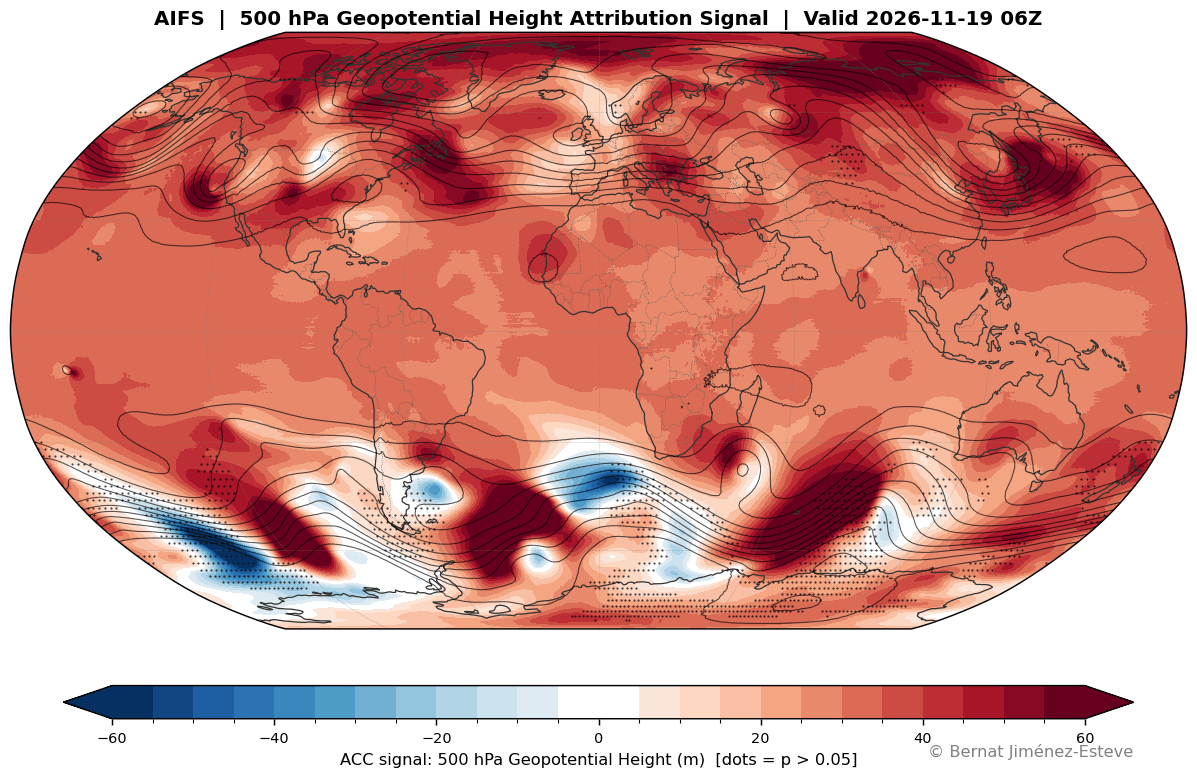 AIFS | 500 hPa Geopotential Height Attribution Signal | Valid 2026-11-19 06Z
−60 −40 −20 0 20 40 60
ACC signal: 500 hPa Geopotential Height (m) [dots = p > 0.05]
© Bernat Jiménez-Esteve